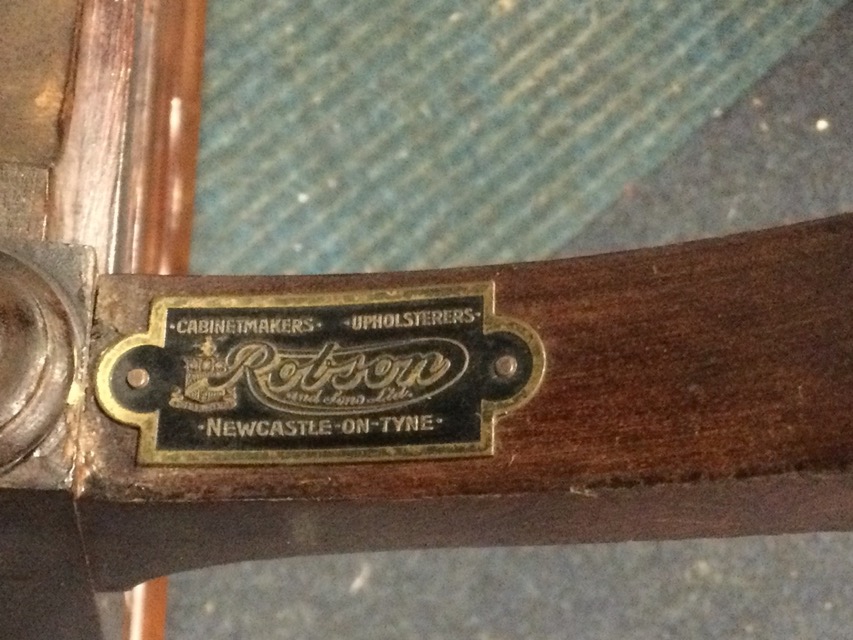 ·CABINETMAKERS· ·UPHOLSTERERS·
Robson
and Sons Ltd.
·NEWCASTLE-ON-TYNE·